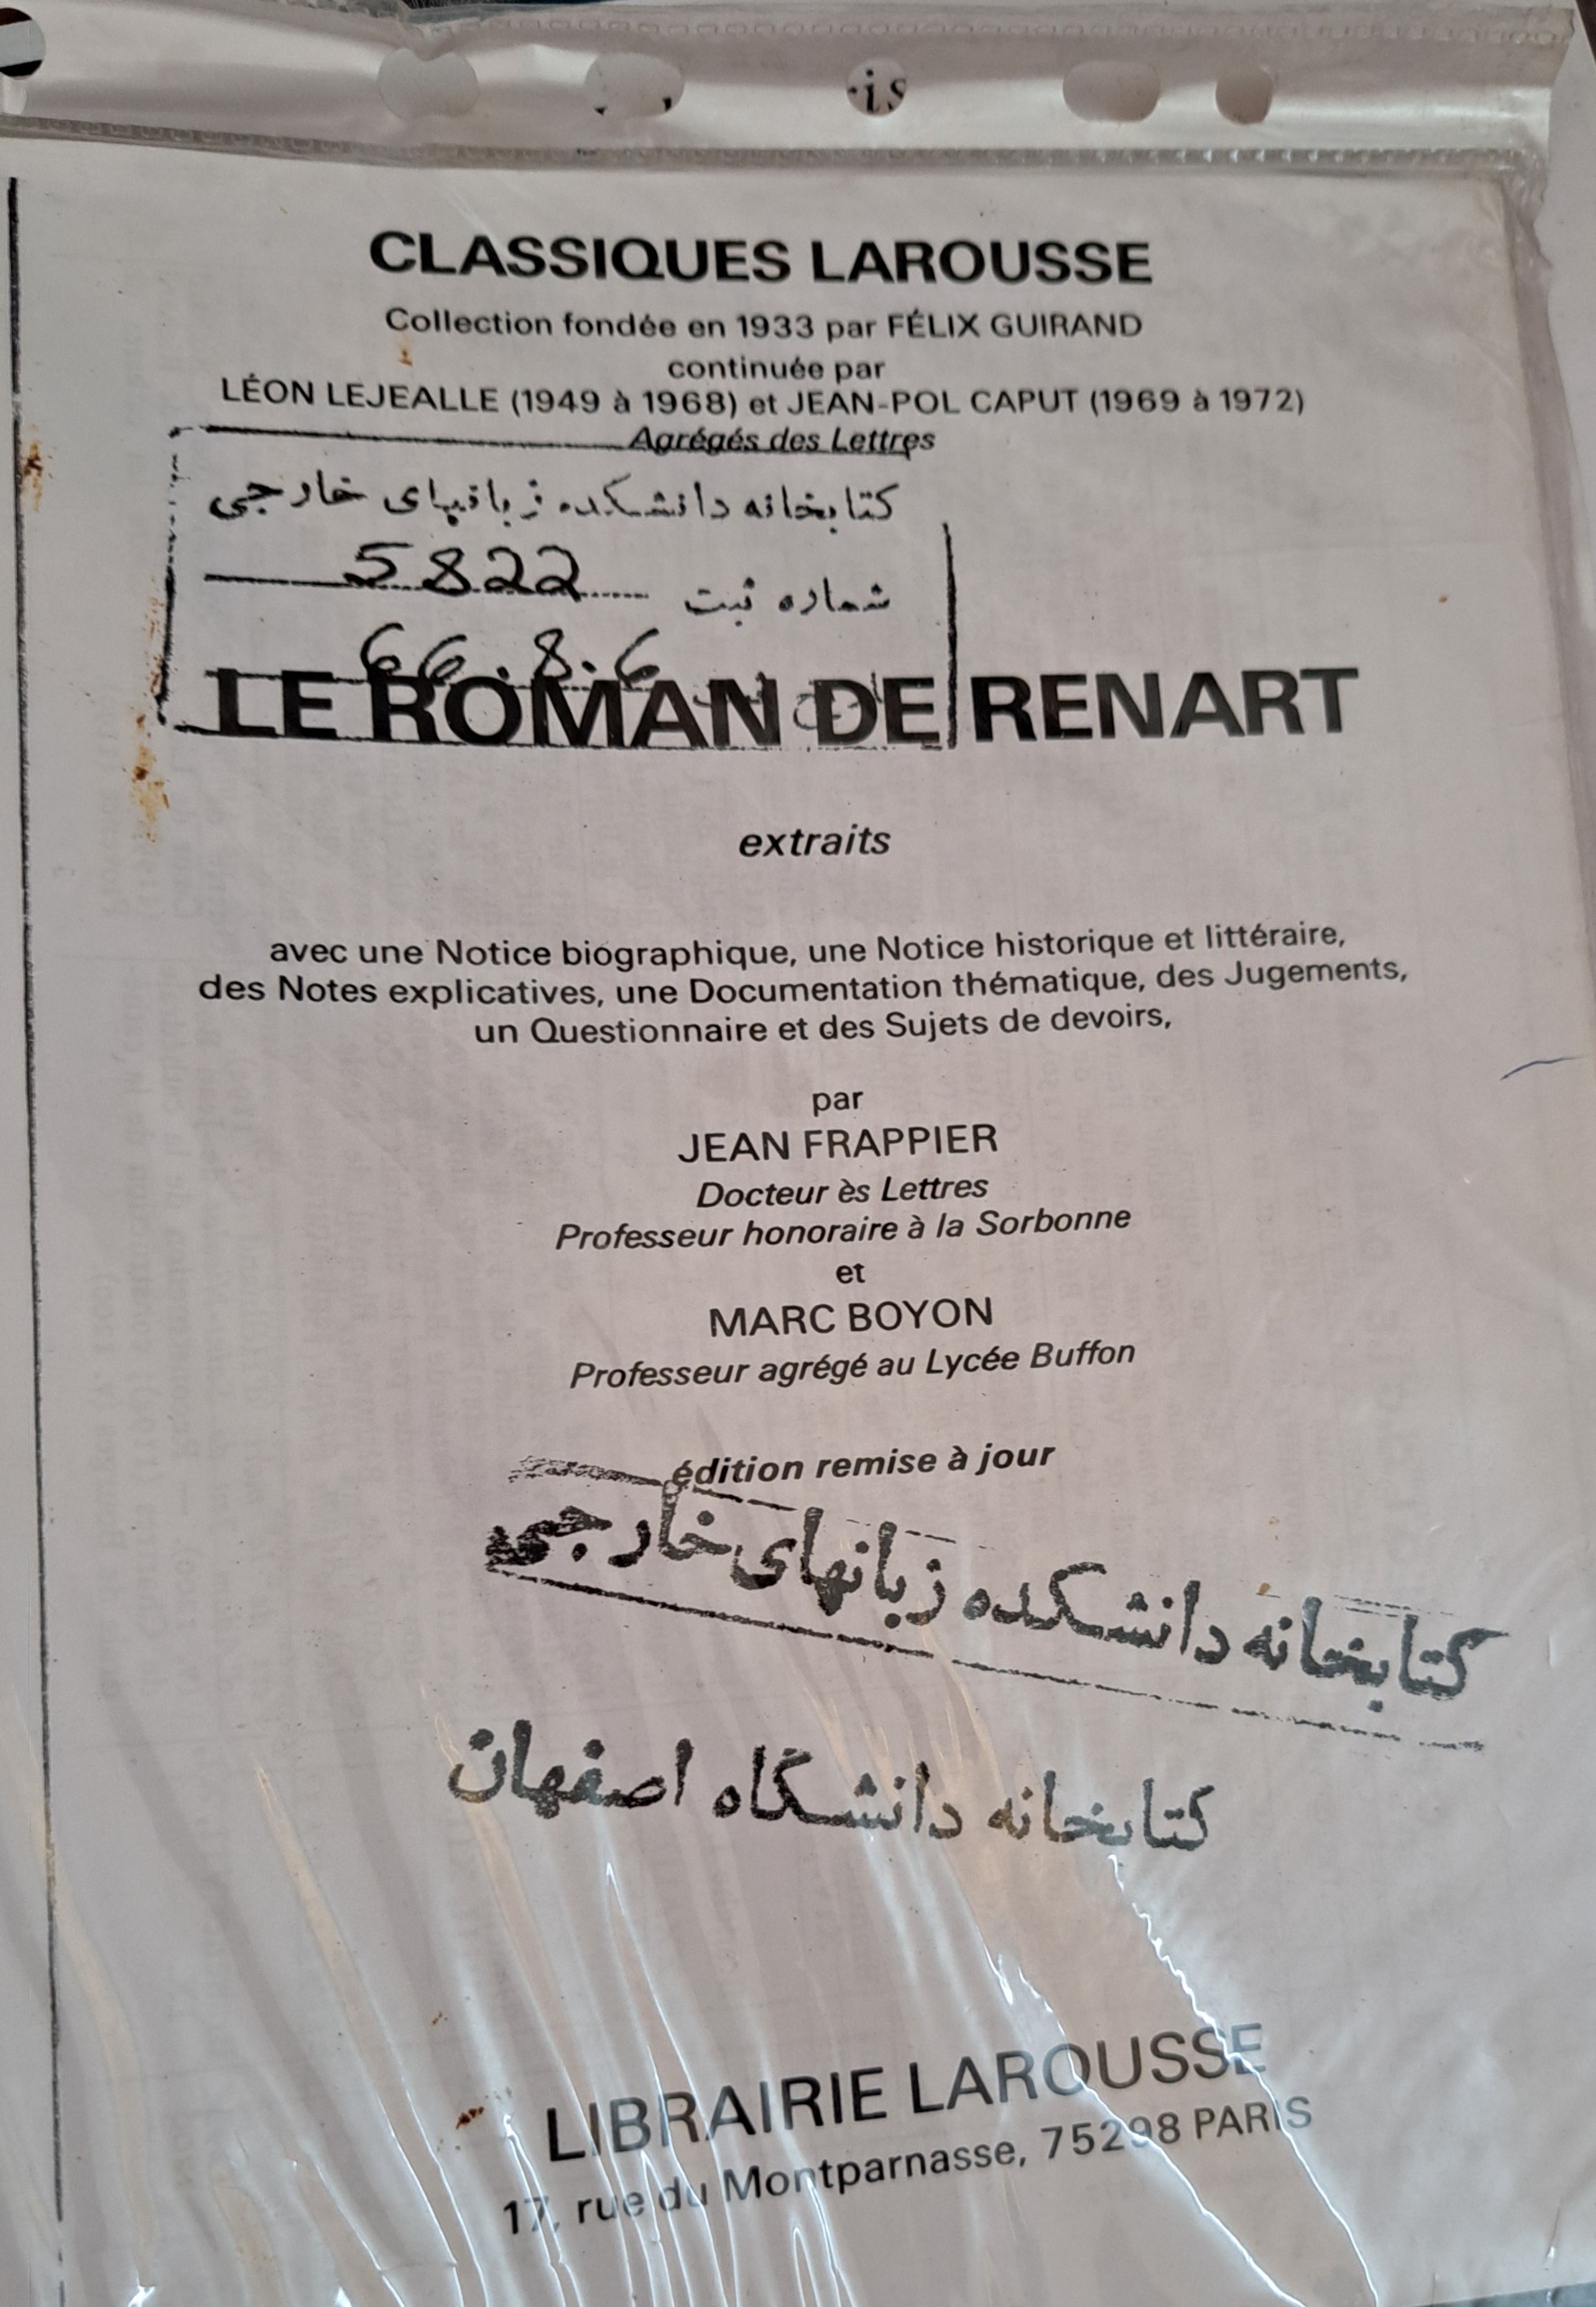 is
CLASSIQUES LAROUSSE
Collection fondée en 1933 par FÉLIX GUIRAND
continuée par
LÉON LEJEALLE (1949 à 1968) et JEAN-POL CAPUT (1969 à 1972)
Agrégés des Lettres
کتابخانه دانشکده زبانهای خارجی
شماره ثبت 5822
66.8.6
LE ROMAN DE RENART
extraits
avec une Notice biographique, une Notice historique et littéraire,
des Notes explicatives, une Documentation thématique, des Jugements,
un Questionnaire et des Sujets de devoirs,
par
JEAN FRAPPIER
Docteur ès Lettres
Professeur honoraire à la Sorbonne
et
MARC BOYON
Professeur agrégé au Lycée Buffon
édition remise à jour
کتابخانه دانشکده زبانهای خارجی
کتابخانه دانشگاه اصفهان
LIBRAIRIE LAROUSSE
17, rue du Montparnasse, 75298 PARIS